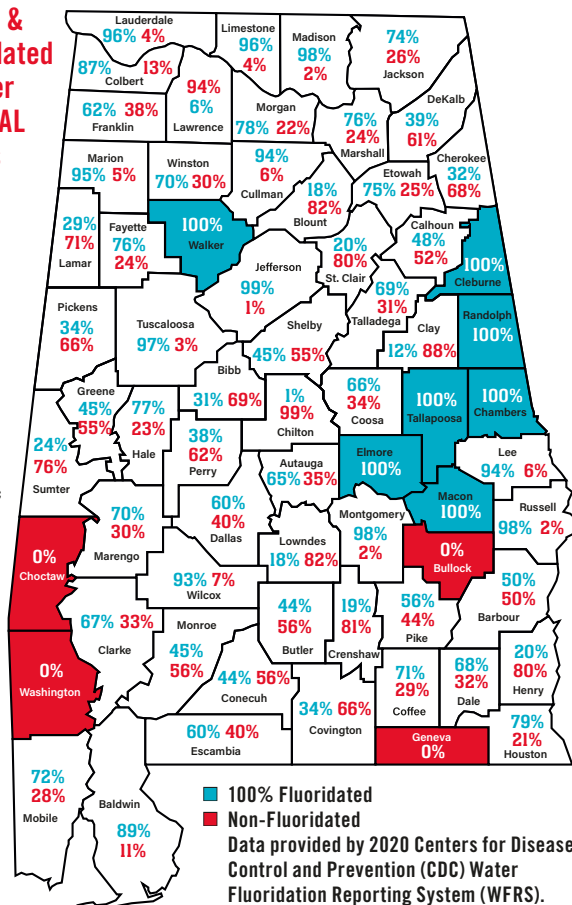 &
ated
er
AL
Lauderdale
96% 4%
Limestone
96%
4%
Madison
98%
2%
74%
26%
Jackson
87% 13%
Colbert
94%
6%
Lawrence
62% 38%
Franklin
Morgan
78% 22%
76%
24%
Marshall
DeKalb
39%
61%
Marion
95% 5%
Winston
70% 30%
94%
6%
Cullman
18%
82%
Blount
Etowah
75% 25%
Cherokee
32%
68%
29%
71%
Lamar
Fayette
76%
24%
100%
Walker
Jefferson
99%
1%
20%
80%
St. Clair
Calhoun
48%
52%
100%
Cleburne
Pickens
34%
66%
Tuscaloosa
97% 3%
Shelby
45% 55%
69%
31%
Talladega
Clay
12% 88%
Randolph
100%
Greene
45%
55%
77%
23%
Hale
Bibb
31% 69%
1%
99%
Chilton
66%
34%
Coosa
100%
Tallapoosa
100%
Chambers
24%
76%
Sumter
38%
62%
Perry
Autauga
65% 35%
Elmore
100%
Lee
94% 6%
70%
30%
Marengo
60%
40%
Dallas
Lowndes
18% 82%
Montgomery
98%
2%
Macon
100%
Russell
98% 2%
0%
Choctaw
93% 7%
Wilcox
0%
Bullock
67% 33%
Clarke
Monroe
45%
56%
44%
56%
Butler
19%
81%
Crenshaw
56%
44%
Pike
50%
50%
Barbour
0%
Washington
44% 56%
Conecuh
34% 66%
Covington
71%
29%
Coffee
68%
32%
Dale
20%
80%
Henry
60% 40%
Escambia
Geneva
0%
79%
21%
Houston
72%
28%
Mobile
Baldwin
89%
11%
100% Fluoridated
Non-Fluoridated
Data provided by 2020 Centers for Disease
Control and Prevention (CDC) Water
Fluoridation Reporting System (WFRS).